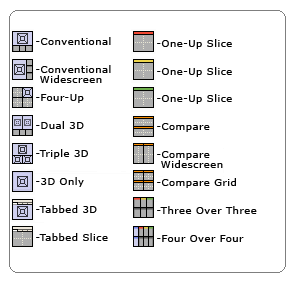 -Conventional
-Conventional
Widescreen
-Four-Up
-Dual 3D
-Triple 3D
-3D Only
-Tabbed 3D
-Tabbed Slice
-One-Up Slice
-One-Up Slice
-One-Up Slice
-Compare
-Compare
Widescreen
-Compare Grid
-Three Over Three
-Four Over Four